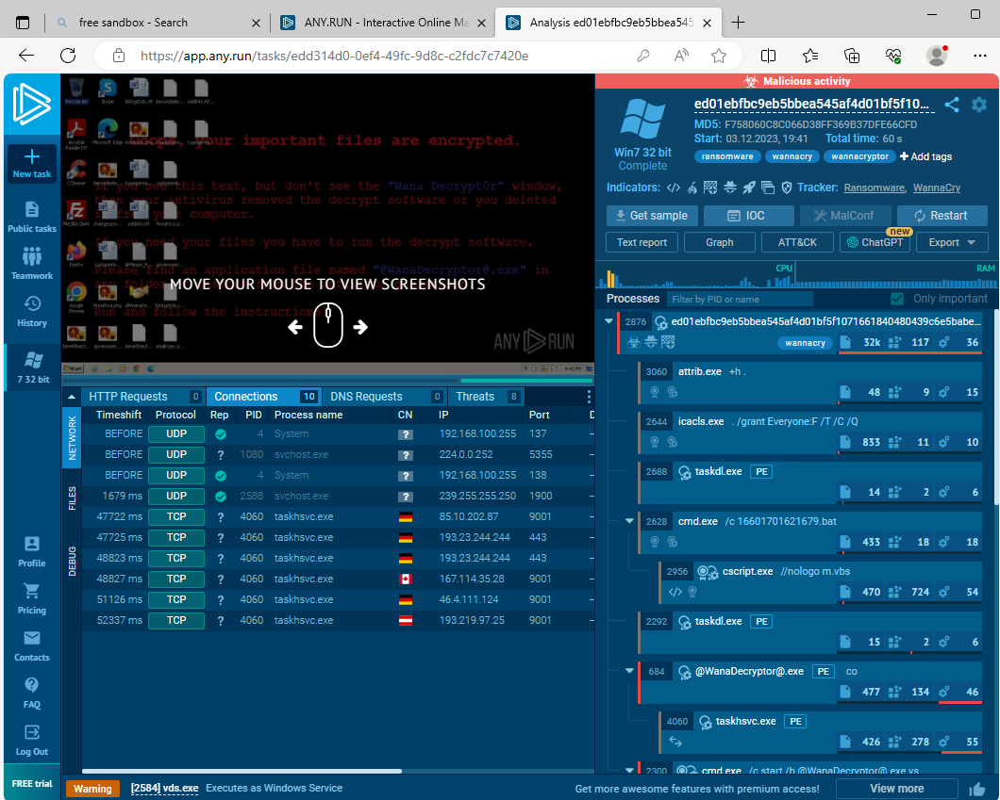 free sandbox - Search
ANY.RUN - Interactive Online Ma
Analysis ed01ebfbc9eb5bbea545
https://app.any.run/tasks/edd314d0-0ef4-49fc-9d8c-c2fdc7c7420e
New task
Public tasks
Teamwork
History
7 32 bit
Profile
Pricing
Contacts
FAQ
Log Out
FREE trial
your important files are encrypted.
see this text, but don't see the "Wana Decrypt0r" window,
antivirus removed the decrypt software or you deleted
computer.
need your files you have to run the decrypt software.
an application file named "@WanaDecryptor@.exe" in
MOVE YOUR MOUSE TO VIEW SCREENSHOTS
ANY RUN
HTTP Requests 0 Connections 10 DNS Requests 0 Threats 8
NETWORK
FILES
DEBUG
Timeshift Protocol Rep PID Process name CN IP Port D
BEFORE UDP 4 System ? 192.168.100.255 137
BEFORE UDP ? 1080 svchost.exe ? 224.0.0.252 5355
BEFORE UDP 4 System ? 192.168.100.255 138
1679 ms UDP 2588 svchost.exe ? 239.255.255.250 1900
47722 ms TCP ? 4060 taskhsvc.exe 85.10.202.87 9001
47725 ms TCP ? 4060 taskhsvc.exe 193.23.244.244 443
48823 ms TCP ? 4060 taskhsvc.exe 193.23.244.244 443
48827 ms TCP ? 4060 taskhsvc.exe 167.114.35.28 9001
51126 ms TCP ? 4060 taskhsvc.exe 46.4.111.124 9001
52337 ms TCP ? 4060 taskhsvc.exe 193.219.97.25 9001
Malicious activity
Win7 32 bit
Complete
ed01ebfbc9eb5bbea545af4d01bf5f10...
MD5: F758060C8C066D38FF369B37DFE66CFD
Start: 03.12.2023, 19:41 Total time: 60 s
ransomware wannacry wannacryptor + Add tags
Indicators: Tracker: Ransomware, WannaCry
Get sample IOC MalConf Restart
Text report Graph ATT&CK ChatGPT new Export
CPU RAM
Processes Filter by PID or name Only important
2876 ed01ebfbc9eb5bbea545af4d01bf5f1071661840480439c6e5babe...
wannacry 32k 117 36
3060 attrib.exe +h .
48 9 15
2644 icacls.exe . /grant Everyone:F /T /C /Q
833 11 10
2688 taskdl.exe PE
14 2 6
2628 cmd.exe /c 16601701621679.bat
433 18 18
2956 cscript.exe //nologo m.vbs
470 724 54
2292 taskdl.exe PE
15 2 6
684 @WanaDecryptor@.exe PE co
477 134 46
4060 taskhsvc.exe PE
426 278 55
2300 cmd.exe /c start /b @WanaDecryptor@.exe vs
Warning [2584] vds.exe Executes as Windows Service
Get more awesome features with premium access! View more